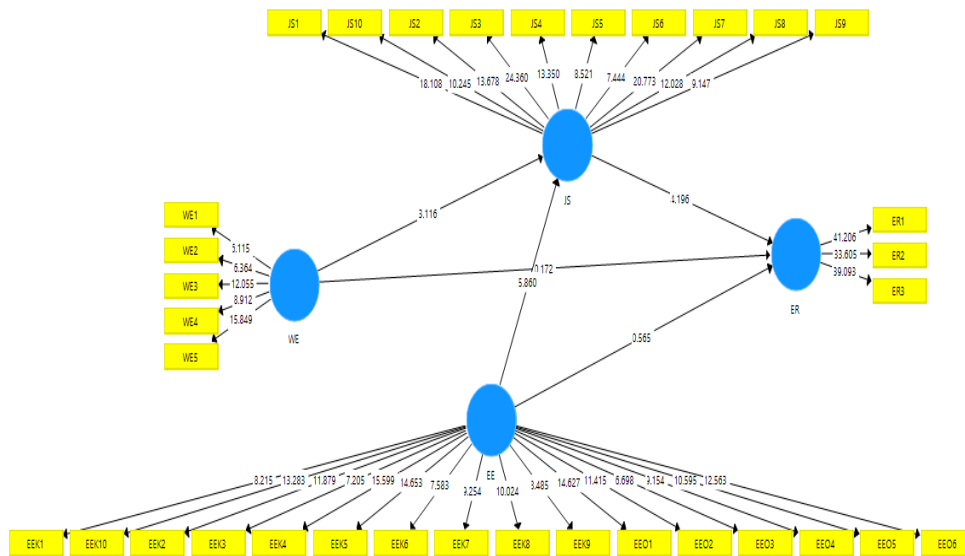 JS1 JS10 JS2 JS3 JS4 JS5 JS6 JS7 JS8 JS9
18.108 10.245 13.678 24.360 13.350 8.521 7.444 20.773 12.028 9.147
JS
WE1
WE2
WE3
WE4
WE5
5.115
6.364
12.055
8.912
15.849
WE
3.116
4.196
0.172
5.860
0.565
ER1
ER2
ER3
41.206
33.605
39.093
ER
EE
8.215 13.283 11.879 7.205 15.599 14.653 7.583 9.254 10.024 3.485 14.627 11.415 6.698 9.154 10.595 12.563
EEK1 EEK10 EEK2 EEK3 EEK4 EEK5 EEK6 EEK7 EEK8 EEK9 EEO1 EEO2 EEO3 EEO4 EEO5 EEO6